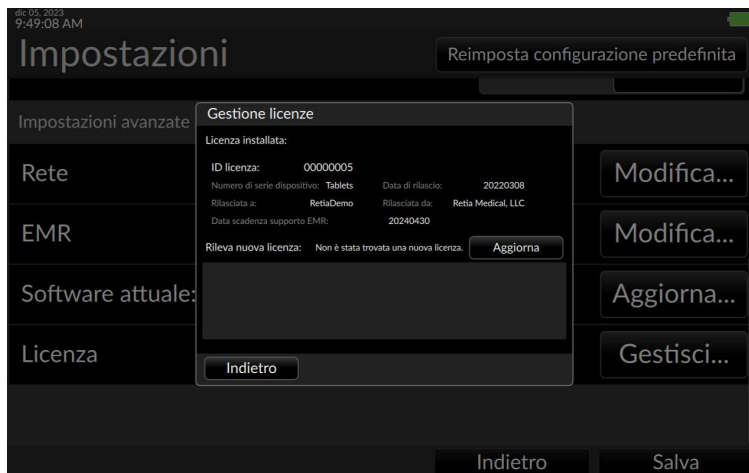 dic 05, 2023
9:49:08 AM
Impostazioni
Reimposta configurazione predefinita
Impostazioni avanzate
Gestione licenze
Licenza installata:
ID licenza: 00000005
Numero di serie dispositivo: Tablets Data di rilascio: 20220308
Rilasciata a: RetiaDemo Rilasciata da: Retia Medical, LLC
Data scadenza supporto EMR: 20240430
Rileva nuova licenza: Non è stata trovata una nuova licenza. Aggiorna
Indietro
Rete Modifica...
EMR Modifica...
Software attuale: Aggiorna...
Licenza Gestisci...
Indietro Salva